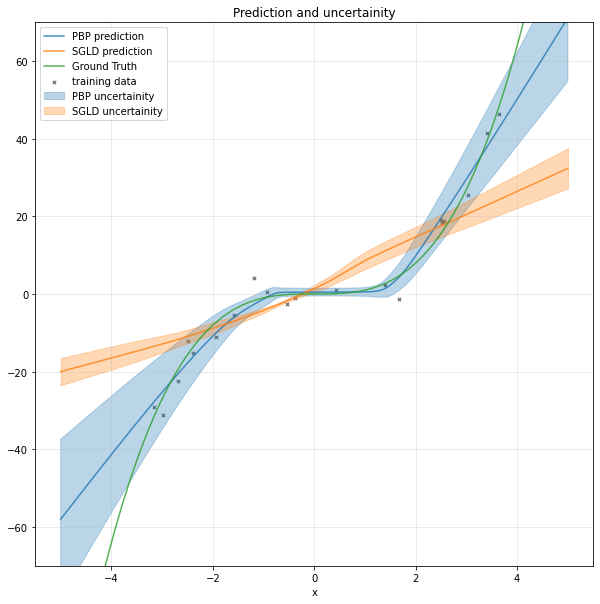 Prediction and uncertainity
PBP prediction
SGLD prediction
Ground Truth
training data
PBP uncertainity
SGLD uncertainity
60
40
20
0
−20
−40
−60
−4
−2
0
2
4
x